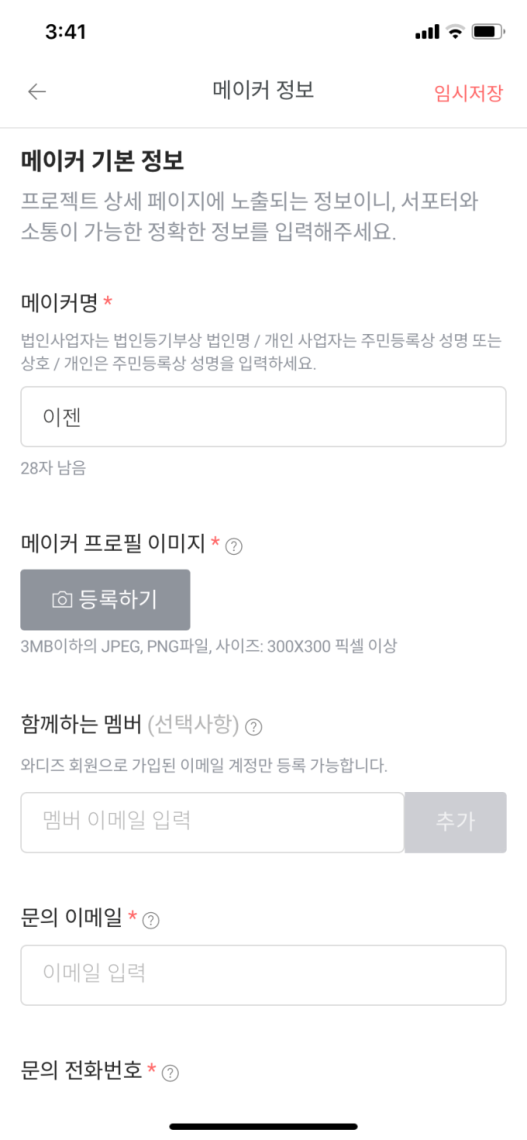 3:41
메이커 정보
임시저장
메이커 기본 정보
프로젝트 상세 페이지에 노출되는 정보이니, 서포터와
소통이 가능한 정확한 정보를 입력해주세요.
메이커명 *
법인사업자는 법인등기부상 법인명 / 개인 사업자는 주민등록상 성명 또는
상호 / 개인은 주민등록상 성명을 입력하세요.
이젠
28자 남음
메이커 프로필 이미지 * ?
등록하기
3MB이하의 JPEG, PNG파일, 사이즈: 300X300 픽셀 이상
함께하는 멤버 (선택사항) ?
와디즈 회원으로 가입된 이메일 계정만 등록 가능합니다.
멤버 이메일 입력
추가
문의 이메일 * ?
이메일 입력
문의 전화번호 * ?